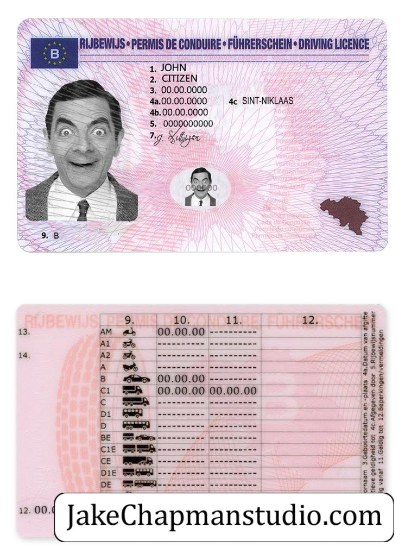 B
RIJBEWIJS • PERMIS DE CONDUIRE • FÜHRERSCHEIN • DRIVING LICENCE
1. JOHN
2. CITIZEN
3. 00.00.0000
4a. 00.00.0000 4c SINT-NIKLAAS
4b. 00.00.0000
5. 0000000000
7.
9. B
RIJBEWIJS • PERMIS DE CONDUIRE • FÜHRERSCHEIN
9. 10. 11. 12.
13. AM 00.00.00 --------
A1 -------- --------
14. A2 -------- --------
A -------- --------
B 00.00.00 --------
C1 00.00.00 00.00.00
C -------- --------
D1 -------- --------
D -------- --------
BE -------- --------
C1E -------- --------
CE -------- --------
D1E -------- --------
DE -------- --------
12. 00.
JakeChapmanstudio.com